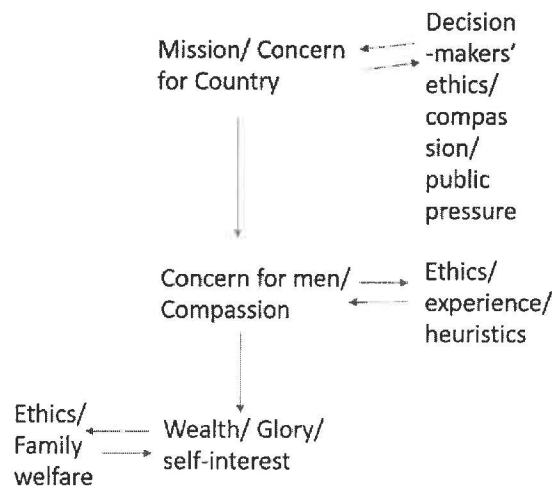 Mission/ Concern
for Country
Decision
-makers'
ethics/
compas
sion/
public
pressure
Concern for men/
Compassion
Ethics/
experience/
heuristics
Ethics/
Family
welfare
Wealth/ Glory/
self-interest